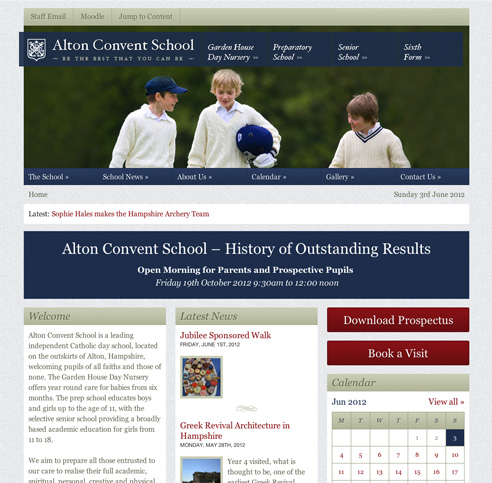 Staff Email
Moodle
Jump to Content
Alton Convent School
— BE THE BEST THAT YOU CAN BE —
Garden House
Day Nursery >>
Preparatory
School >>
Senior
School >>
Sixth
Form >>
The School »
School News »
About Us »
Calendar »
Gallery »
Contact Us »
Home
Sunday 3rd June 2012
Latest: Sophie Hales makes the Hampshire Archery Team
Alton Convent School – History of Outstanding Results
Open Morning for Parents and Prospective Pupils
Friday 19th October 2012 9:30am to 12:00 noon
Welcome
Alton Convent School is a leading
independent Catholic day school, located
on the outskirts of Alton, Hampshire,
welcoming pupils of all faiths and those of
none. The Garden House Day Nursery
offers year round care for babies from six
months. The prep school educates boys
and girls up to the age of 11, with the
selective senior school providing a broadly
based academic education for girls from
11 to 18.
We aim to prepare all those entrusted to
our care to realise their full academic,
spiritual, personal, creative and physical
Latest News
Jubilee Sponsored Walk
FRIDAY, JUNE 1ST, 2012
Greek Revival Architecture in
Hampshire
MONDAY, MAY 28TH, 2012
Year 4 visited, what is
thought to be, one of the
earliest Greek Revival
Download Prospectus
Book a Visit
Calendar
Jun 2012
View all »
M T W T F S S
1 2 3
4 5 6 7 8 9 10
11 12 13 14 15 16 17